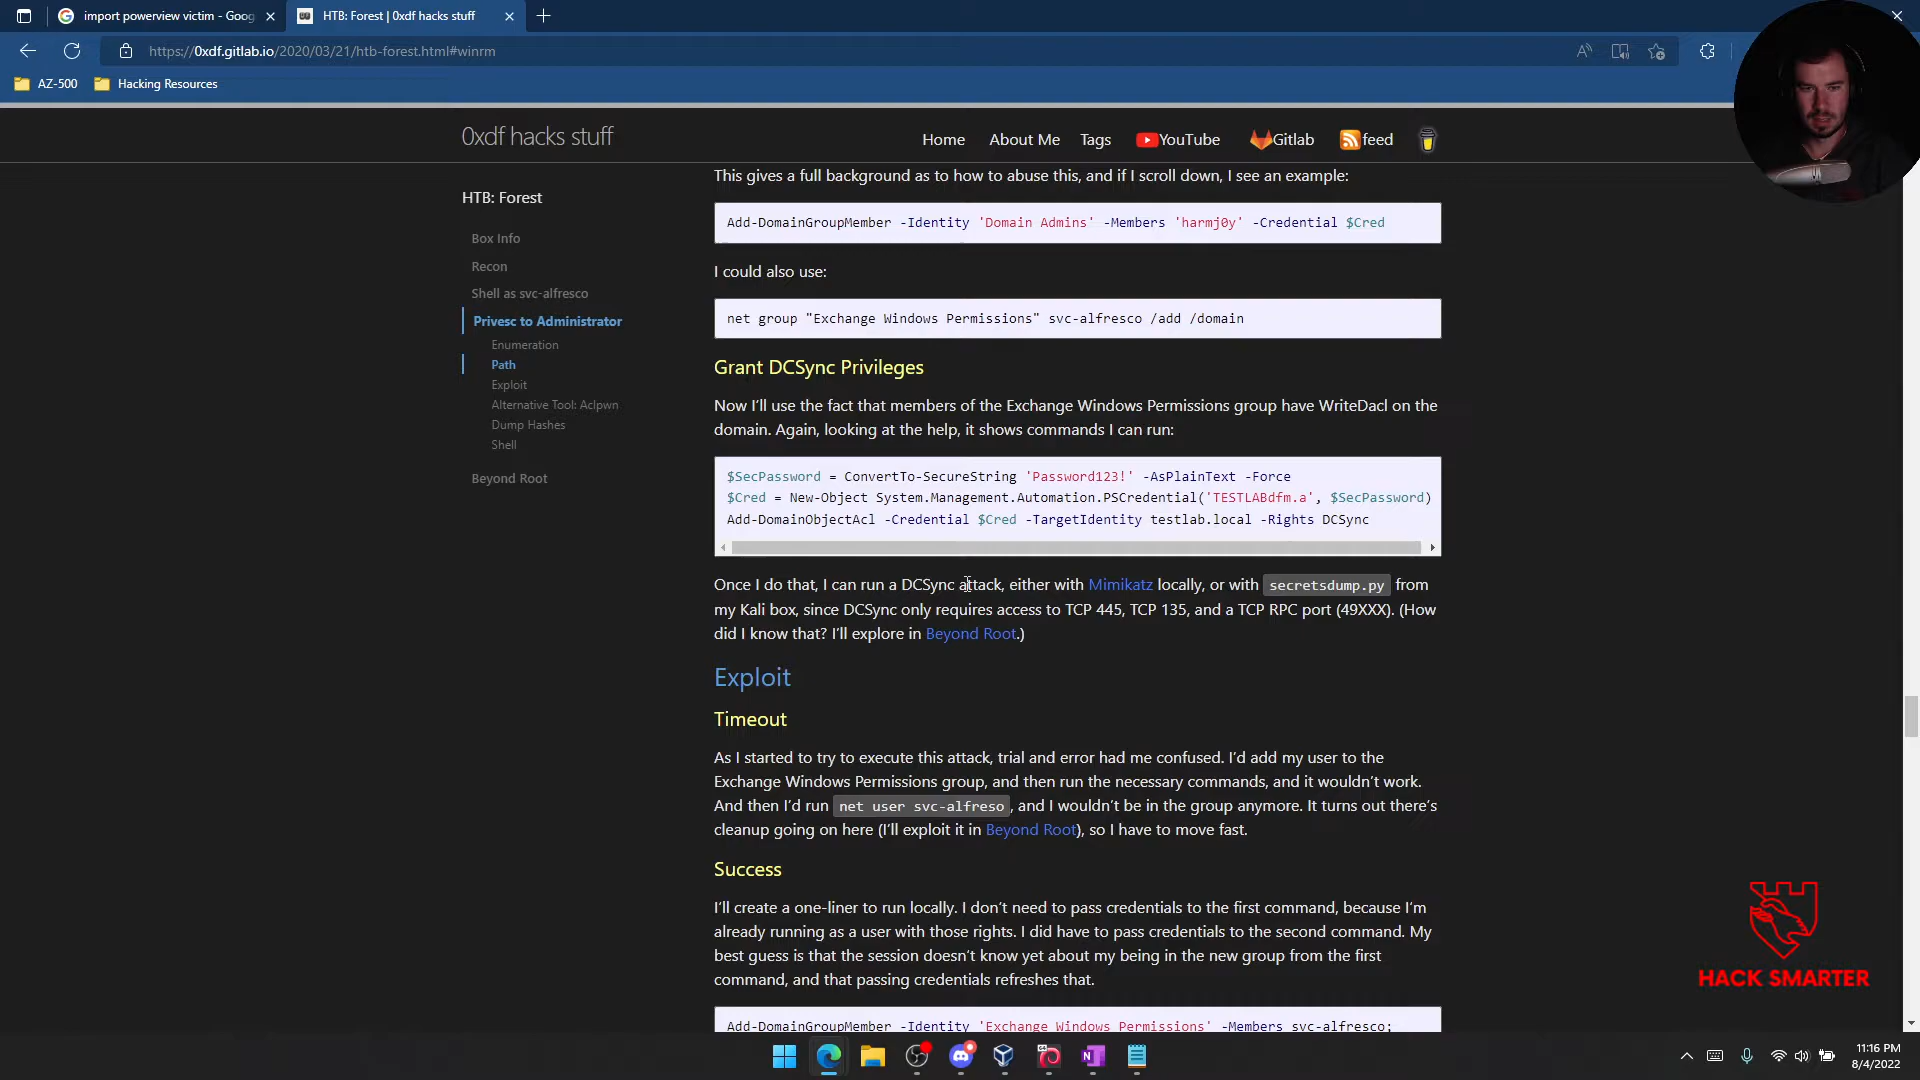 import powerview victim - Goog
HTB: Forest | 0xdf hacks stuff
https://0xdf.gitlab.io/2020/03/21/htb-forest.html#winrm
AZ-500
Hacking Resources
0xdf hacks stuff
Home
About Me
Tags
YouTube
Gitlab
feed
HTB: Forest
Box Info
Recon
Shell as svc-alfresco
Privesc to Administrator
Enumeration
Path
Exploit
Alternative Tool: Aclpwn
Dump Hashes
Shell
Beyond Root
This gives a full background as to how to abuse this, and if I scroll down, I see an example:
Add-DomainGroupMember -Identity 'Domain Admins' -Members 'harmj0y' -Credential $Cred
I could also use:
net group "Exchange Windows Permissions" svc-alfresco /add /domain
Grant DCSync Privileges
Now I'll use the fact that members of the Exchange Windows Permissions group have WriteDacl on the
domain. Again, looking at the help, it shows commands I can run:
$SecPassword = ConvertTo-SecureString 'Password123!' -AsPlainText -Force
$Cred = New-Object System.Management.Automation.PSCredential('TESTLABdfm.a', $SecPassword)
Add-DomainObjectAcl -Credential $Cred -TargetIdentity testlab.local -Rights DCSync
Once I do that, I can run a DCSync attack, either with Mimikatz locally, or with secretsdump.py from
my Kali box, since DCSync only requires access to TCP 445, TCP 135, and a TCP RPC port (49XXX). (How
did I know that? I'll explore in Beyond Root.)
Exploit
Timeout
As I started to try to execute this attack, trial and error had me confused. I'd add my user to the
Exchange Windows Permissions group, and then run the necessary commands, and it wouldn't work.
And then I'd run net user svc-alfreso, and I wouldn't be in the group anymore. It turns out there's
cleanup going on here (I'll exploit it in Beyond Root), so I have to move fast.
Success
I'll create a one-liner to run locally. I don't need to pass credentials to the first command, because I'm
already running as a user with those rights. I did have to pass credentials to the second command. My
best guess is that the session doesn't know yet about my being in the new group from the first
command, and that passing credentials refreshes that.
Add-DomainGroupMember -Identity 'Exchange Windows Permissions' -Members svc-alfresco;
HACK SMARTER
11:16 PM
8/4/2022